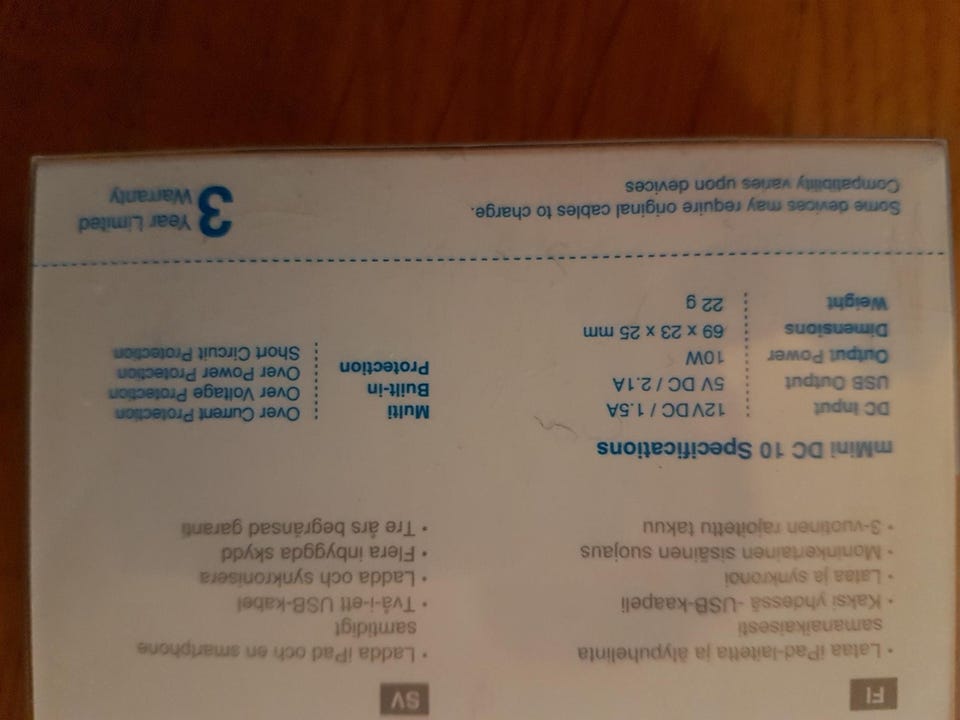 FI
• Lataa iPad-laitetta ja älypuhelinta
samanaikaisesti
• Kaksi yhdessä -USB-kaapeli
• Lataa ja synkronoi
• Moninkertainen sisäinen suojaus
• 3-vuotinen rajoitettu takuu
SV
• Ladda iPad och en smartphone
samtidigt
• Två-i-ett USB-kabel
• Ladda och synkronisera
• Flera inbyggda skydd
• Tre års begränsad garanti
mMini DC 10 Specifications
DC Input 12V DC / 1.5A
USB Output 5V DC / 2.1A
Output Power 10W
Dimensions 69 x 23 x 25 mm
Weight 22 g
Multi
Built-in
Protection
Over Current Protection
Over Voltage Protection
Over Power Protection
Short Circuit Protection
Some devices may require original cables to charge.
Compatibility varies upon devices
3 Year Limited
Warranty